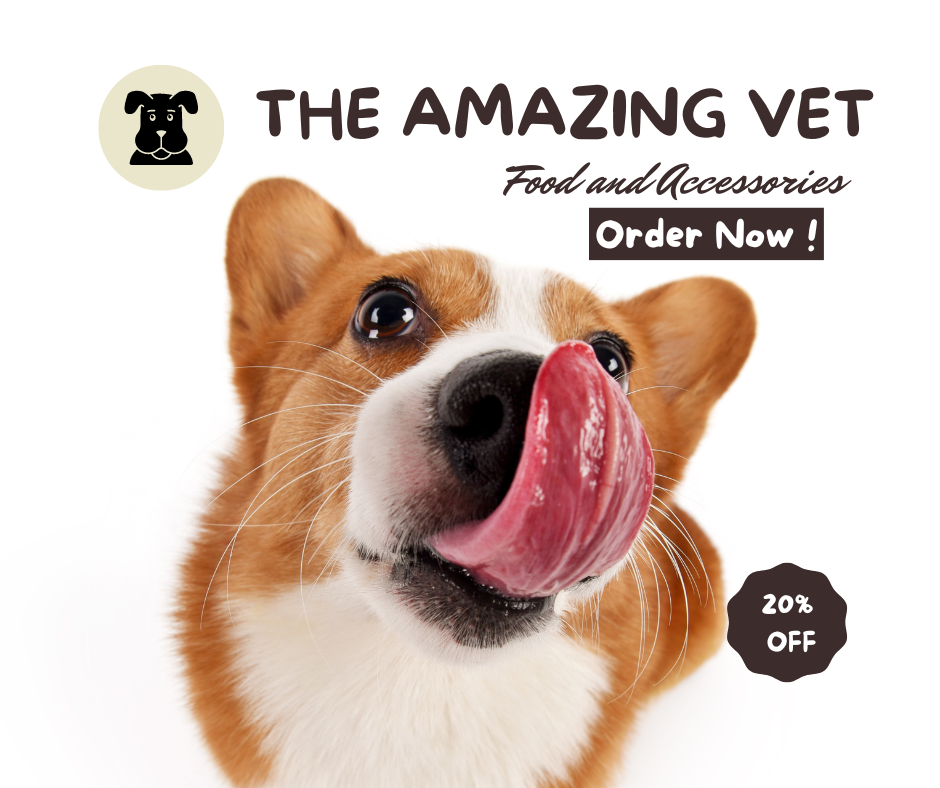 THE AMAZING VET
Food and Accessories
Order Now !
20%
OFF